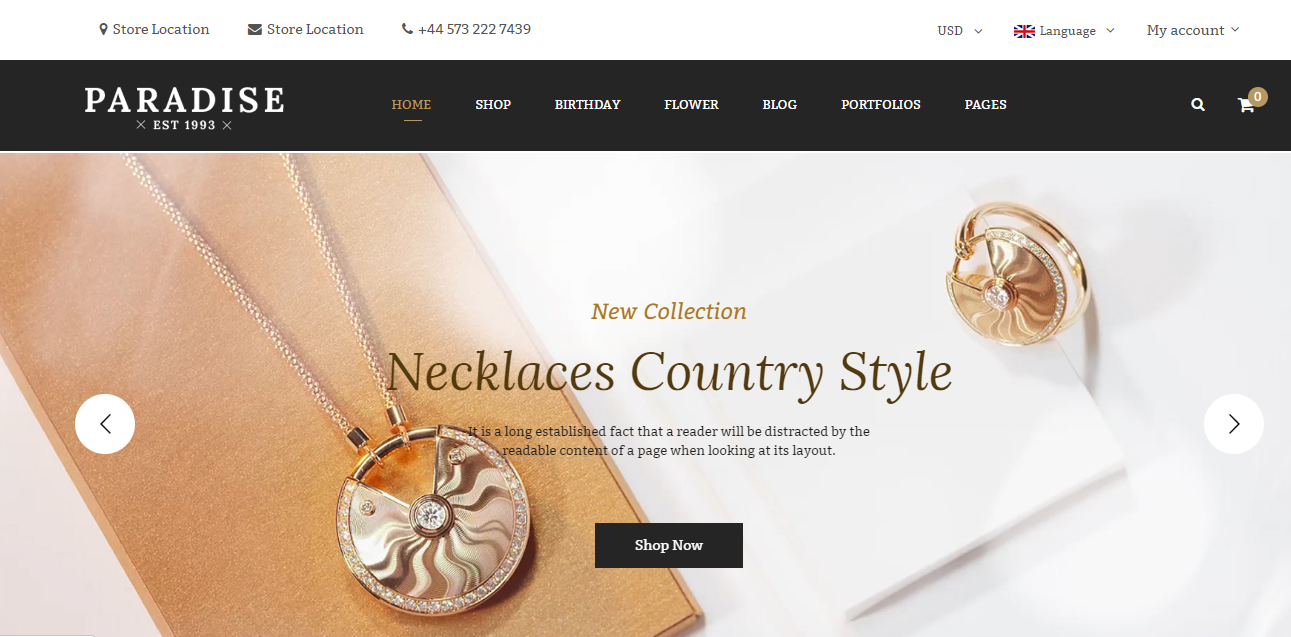 Store Location
Store Location
+44 573 222 7439
USD
Language
My account
PARADISE
EST 1993
HOME
SHOP
BIRTHDAY
FLOWER
BLOG
PORTFOLIOS
PAGES
0
New Collection
Necklaces Country Style
It is a long established fact that a reader will be distracted by the
readable content of a page when looking at its layout.
Shop Now